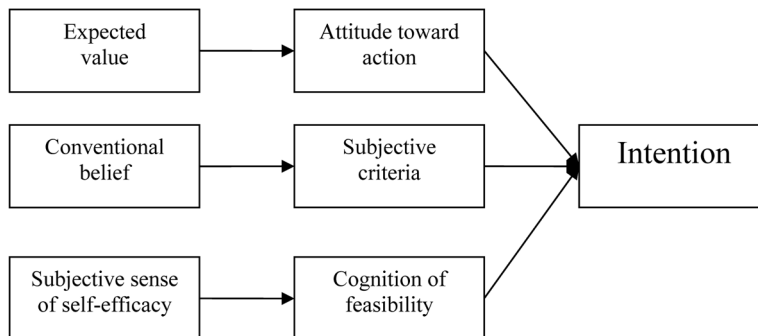 Expected
value
Attitude toward
action
Conventional
belief
Subjective
criteria
Intention
Subjective sense
of self-efficacy
Cognition of
feasibility